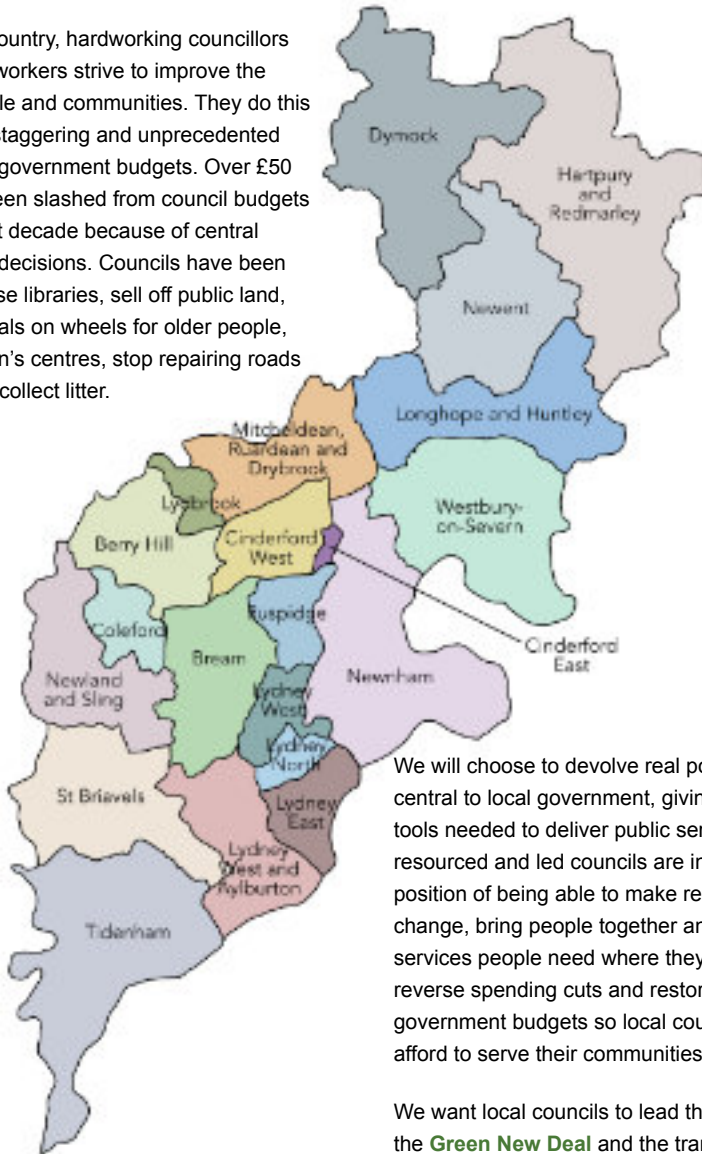 ountry, hardworking councillors
workers strive to improve the
le and communities. They do this
staggering and unprecedented
government budgets. Over £50
een slashed from council budgets
t decade because of central
decisions. Councils have been
se libraries, sell off public land,
als on wheels for older people,
n's centres, stop repairing roads
collect litter.
Dymock
Hartpury
and
Redmarley
Newent
Longhope and Huntley
Mitcheldean,
Ruardean and
Drybrook
Lydbrook
Westbury-
on-Severn
Berry Hill
Cinderford
West
Cinderford
East
Coleford
Ruspidge
Bream
Newnham
Newland
and Sling
Lydney
West
Lydney
North
St Briavels
Lydney
East
Lydney
West and
Aylburton
Tidenham
We will choose to devolve real po
central to local government, givin
tools needed to deliver public ser
resourced and led councils are in
position of being able to make re
change, bring people together an
services people need where they
reverse spending cuts and restor
government budgets so local cou
afford to serve their communities
We want local councils to lead th
the Green New Deal and the tran